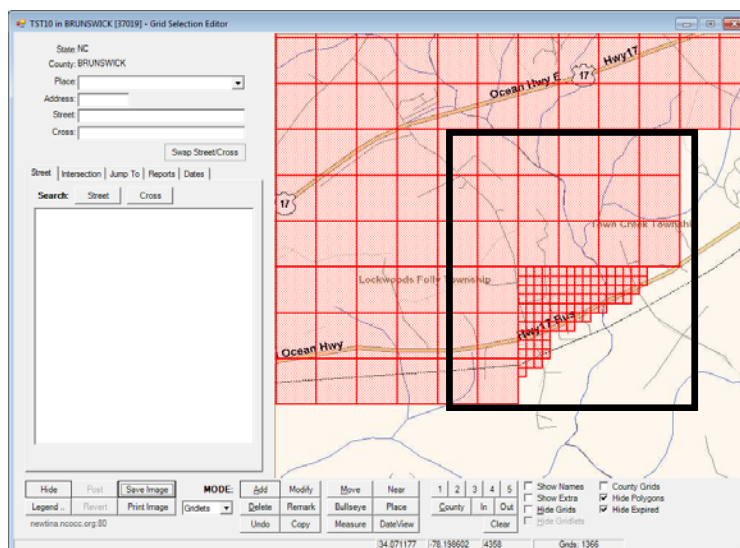 TST10 in BRUNSWICK [37019] - Grid Selection Editor
State: NC
County: BRUNSWICK
Place:
Address:
Street:
Cross:
Swap Street/Cross
Street Intersection Jump To Reports Dates
Search: Street Cross
Hwy17
17
Ocean Hwy E
17
Town Creek Township
Lockwoods Folly Township
Hwy17 Bus
Ocean Hwy
Hide Post Save Image MODE: Add Modify Move Near 1 2 3 4 5 Show Names County Grids
Show Extra Hide Polygons
Legend .. Revert Print Image Gridlets Delete Remark Bullseye Place County In Out Hide Grids Hide Expired
newtina.ncocc.org:80 Undo Copy Measure DateView Clear Hide Gridlets
34.071177 -78.198602 4358 Grids: 1366